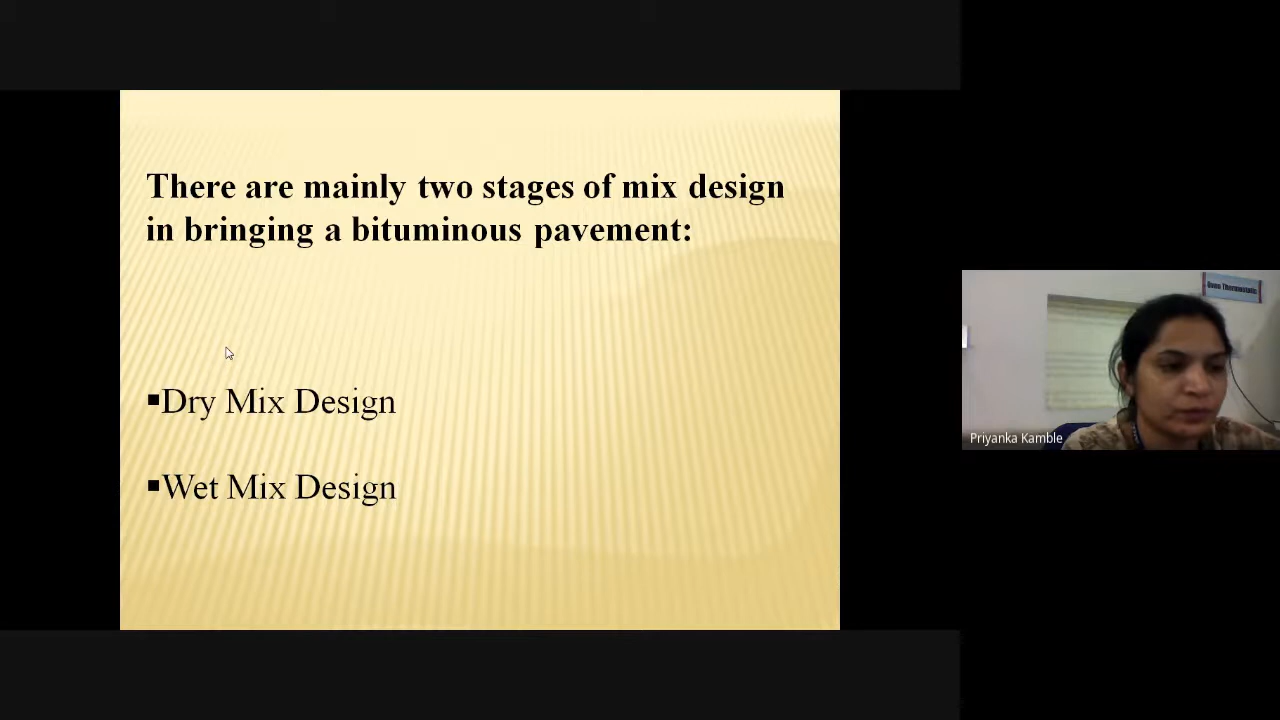 There are mainly two stages of mix design
in bringing a bituminous pavement:
▪Dry Mix Design
▪Wet Mix Design
Priyanka Kamble